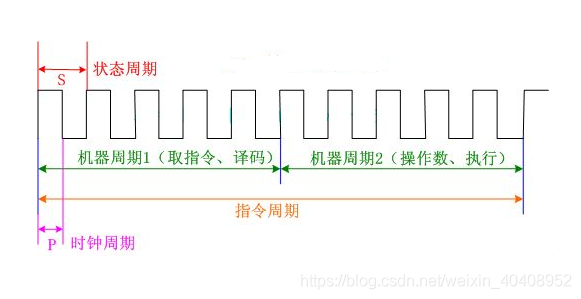 状态周期
S
机器周期1（取指令、译码）
机器周期2（操作数、执行）
指令周期
P
时钟周期
https://blog.csdn.net/weixin_40408952